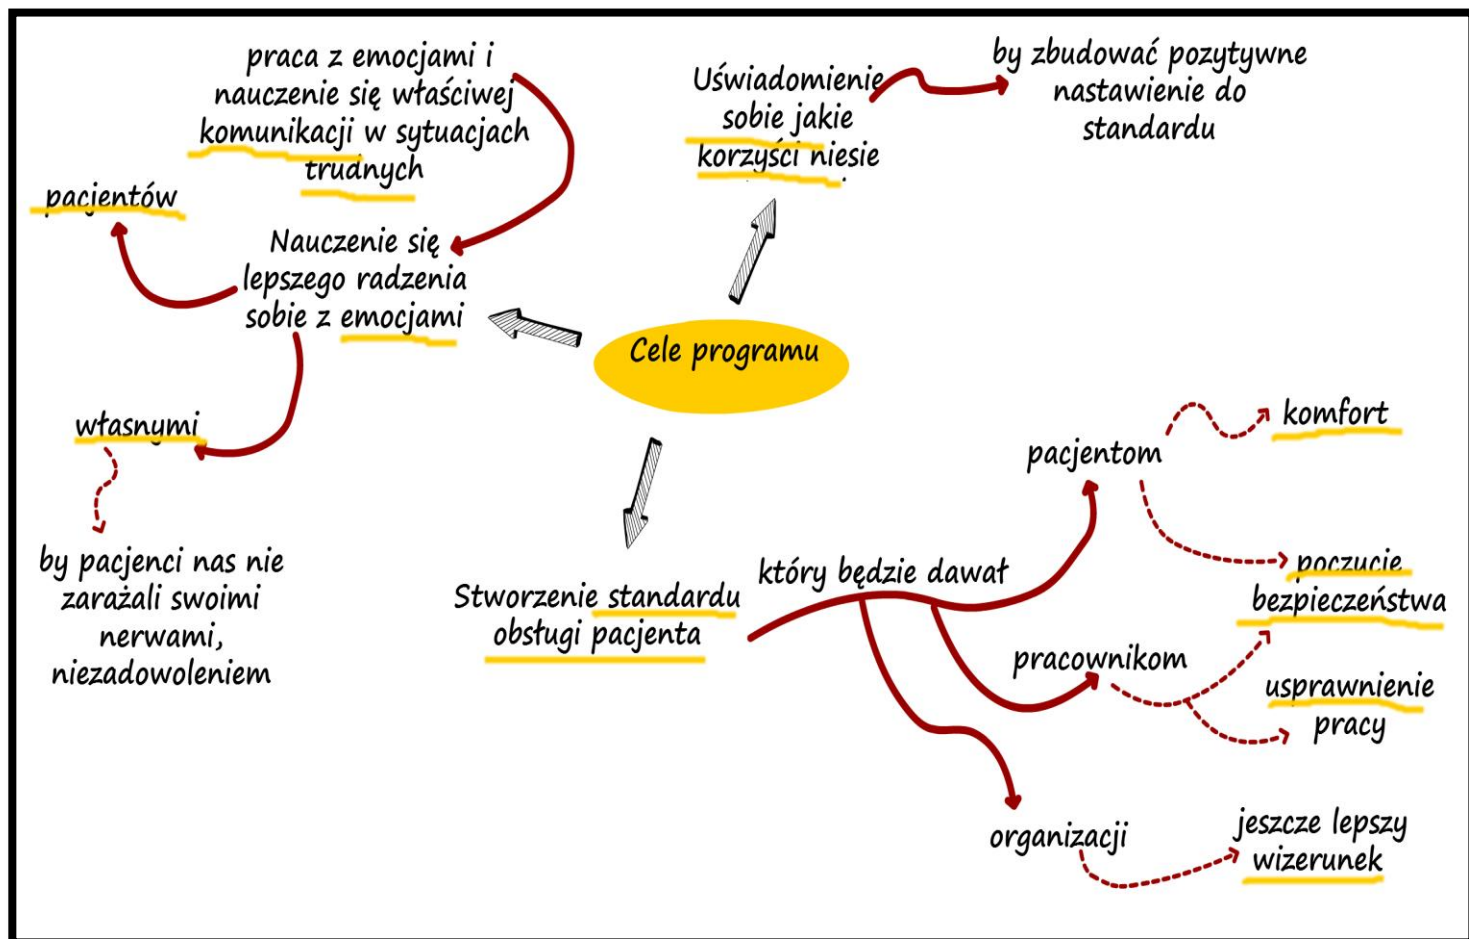 praca z emocjami i
nauczenie się właściwej
komunikacji w sytuacjach
trudnych
pacjentów
Nauczenie się
lepszego radzenia
sobie z emocjami
własnymi
by pacjenci nas nie
zarażali swoimi
nerwami,
niezadowoleniem
Uświadomienie
sobie jakie
korzyści niesie
by zbudować pozytywne
nastawienie do
standardu
Cele programu
Stworzenie standardu
obsługi pacjenta
który będzie dawał
pacjentom
komfort
poczucie
bezpieczeństwa
pracownikom
usprawnienie
pracy
organizacji
jeszcze lepszy
wizerunek